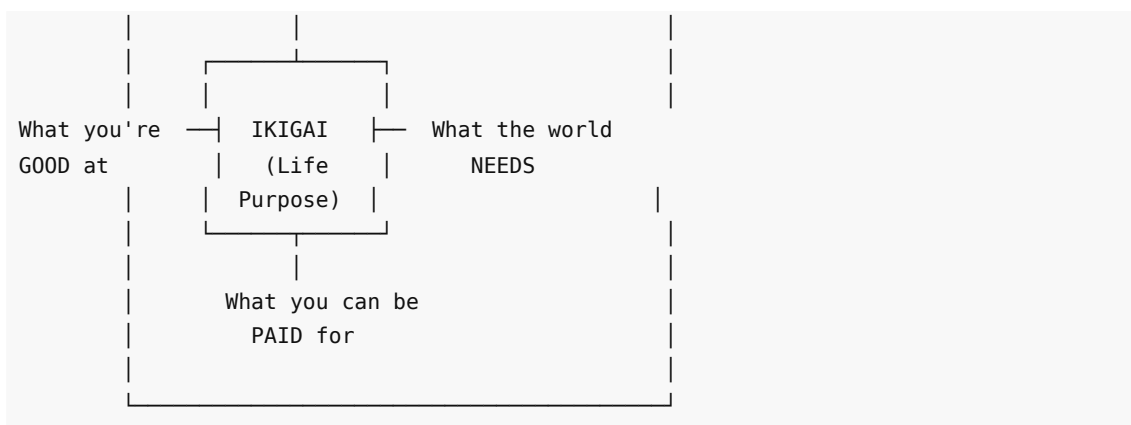 What you're IKIGAI What the world
GOOD at (Life NEEDS
Purpose)
What you can be
PAID for